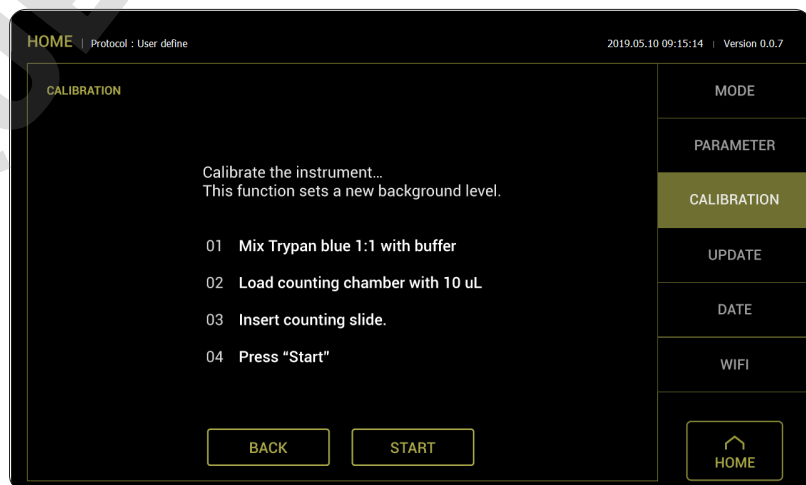 HOME | Protocol : User define
2019.05.10 09:15:14 | Version 0.0.7
CALIBRATION
Calibrate the instrument...
This function sets a new background level.
01 Mix Trypan blue 1:1 with buffer
02 Load counting chamber with 10 uL
03 Insert counting slide.
04 Press “Start”
BACK
START
MODE
PARAMETER
CALIBRATION
UPDATE
DATE
WIFI
HOME